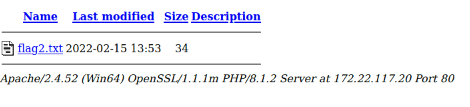 Name Last modified Size Description
flag2.txt 2022-02-15 13:53 34
Apache/2.4.52 (Win64) OpenSSL/1.1.1m PHP/8.1.2 Server at 172.22.117.20 Port 80